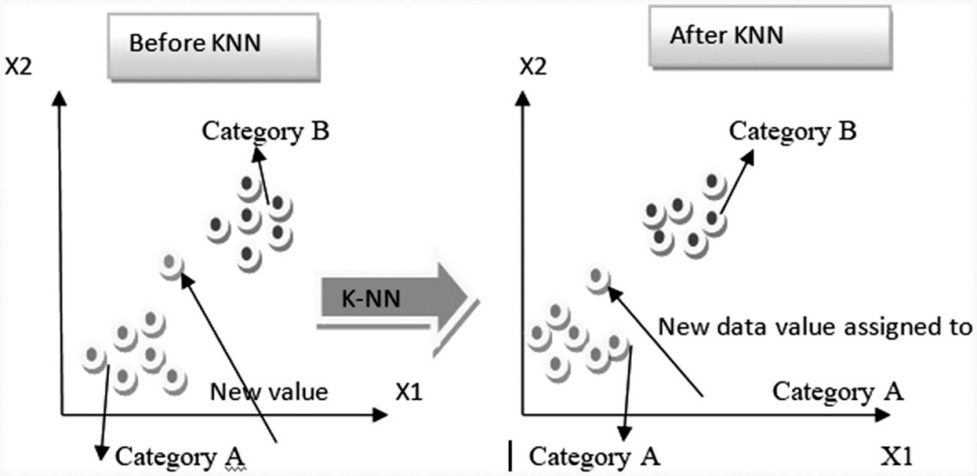 Before KNN
X2
Category B
New value
X1
Category A
K-NN
After KNN
X2
Category B
New data value assigned to
Category A
Category A
X1